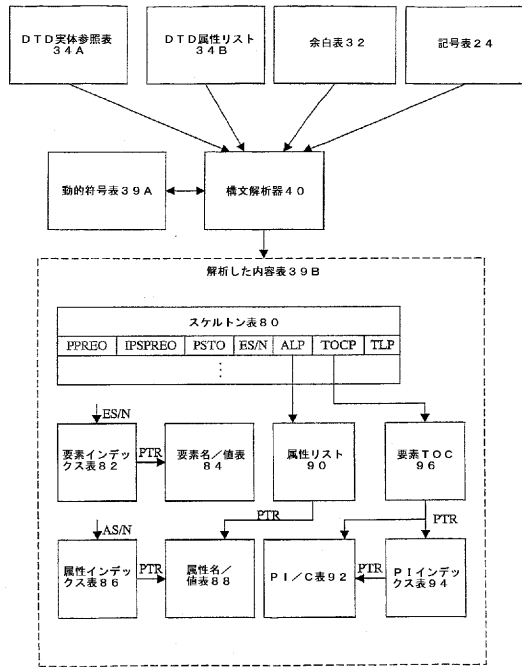 DTD実体参照表
34A
DTD属性リスト
34B
余白表32
記号表24
動的符号表39A
構文解析器40
解析した内容表39B
スケルトン表80
PPREO
IPSPREO
PSTO
ES/N
ALP
TOCP
TLP
⋮
ES/N
要素インデッ
クス表82
PTR
要素名/値表
84
属性リスト
90
要素TOC
96
PTR
PTR
AS/N
属性インデッ
クス表86
PTR
属性名/
値表88
PI/C表92
PTR
PIインデッ
クス表94